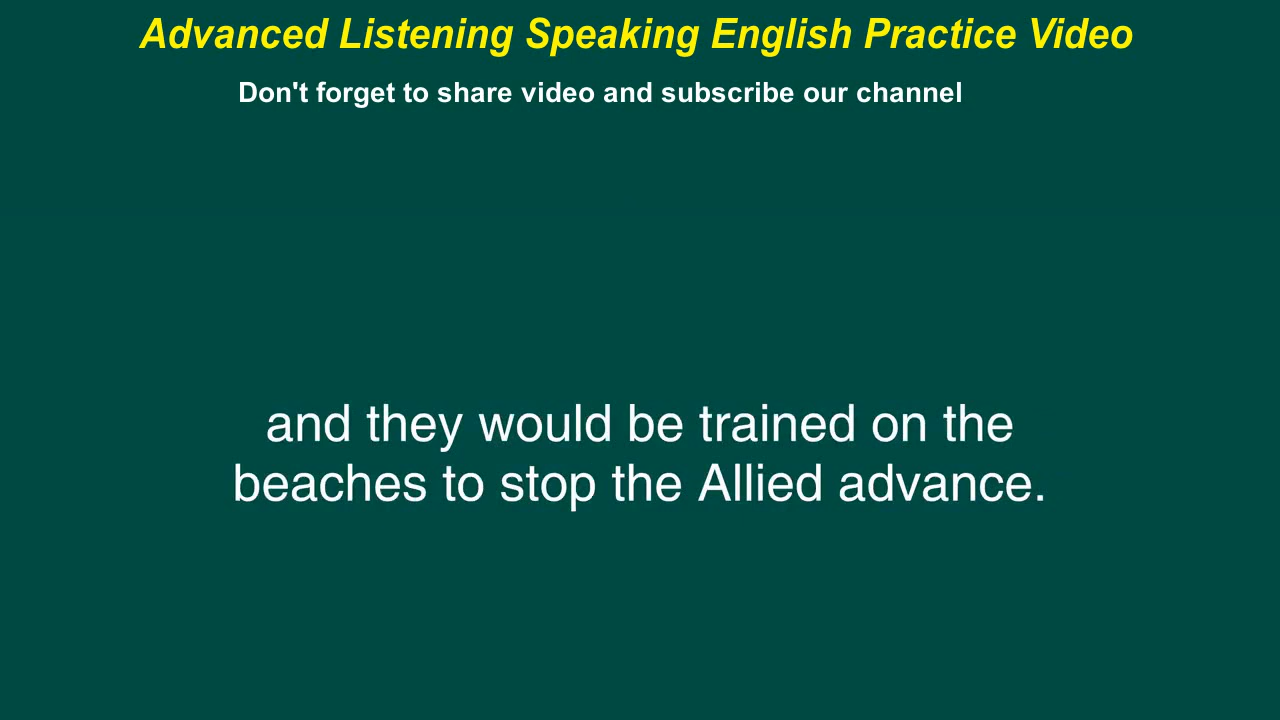 Advanced Listening Speaking English Practice Video
Don't forget to share video and subscribe our channel
and they would be trained on the
beaches to stop the Allied advance.